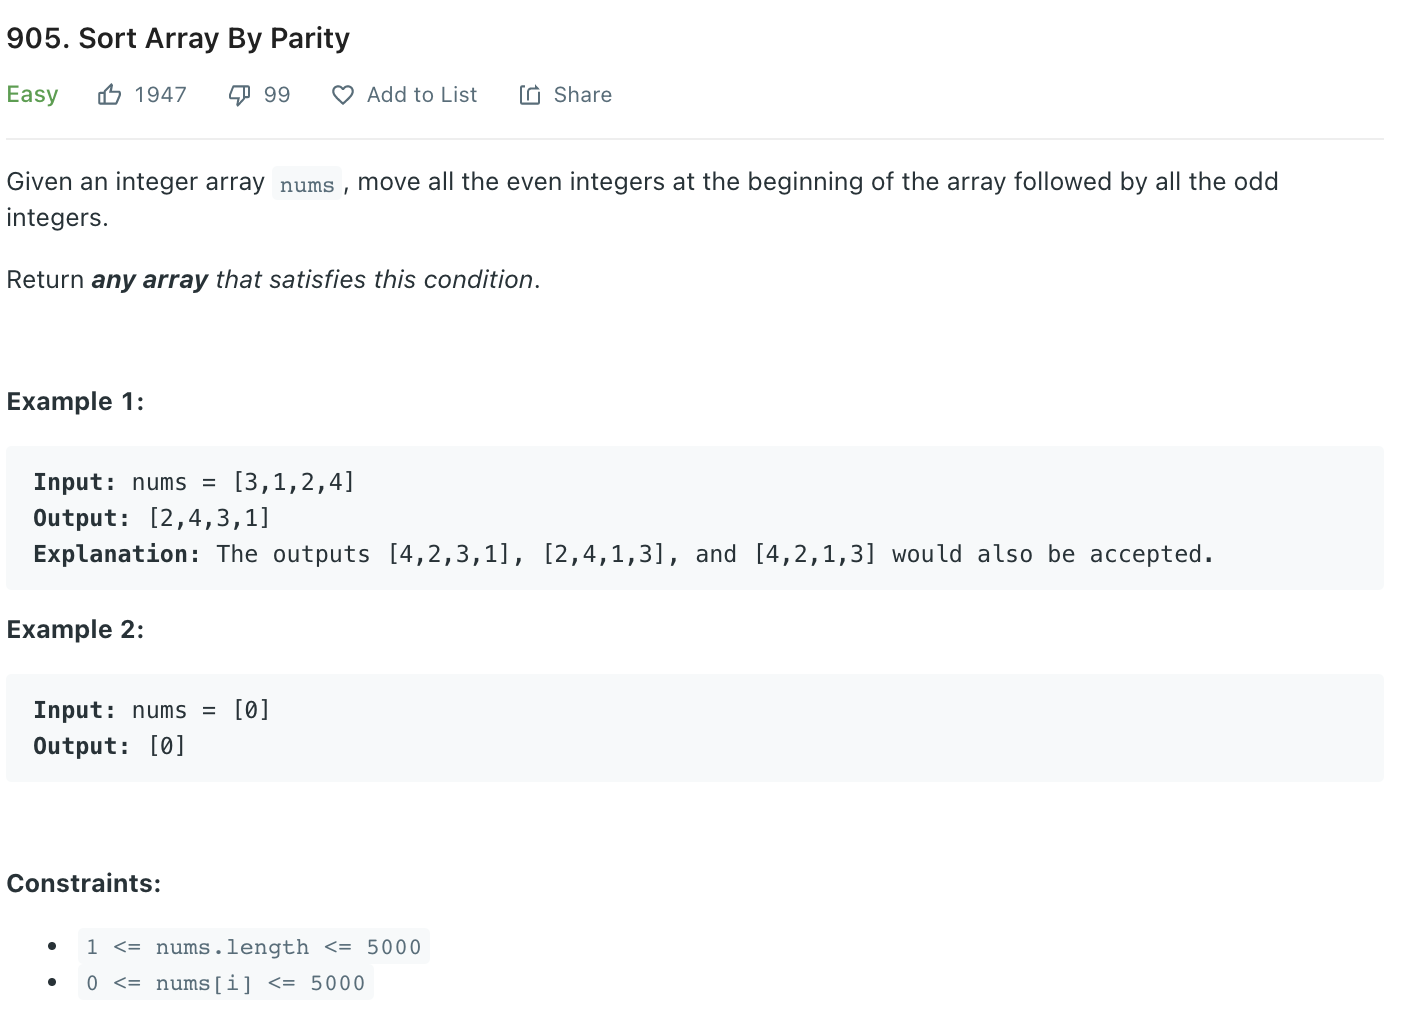 905. Sort Array By Parity
Easy 1947 99 Add to List Share
Given an integer array nums , move all the even integers at the beginning of the array followed by all the odd
integers.
Return any array that satisfies this condition.
Example 1:
Input: nums = [3,1,2,4]
Output: [2,4,3,1]
Explanation: The outputs [4,2,3,1], [2,4,1,3], and [4,2,1,3] would also be accepted.
Example 2:
Input: nums = [0]
Output: [0]
Constraints:
• 1 <= nums.length <= 5000
• 0 <= nums[i] <= 5000